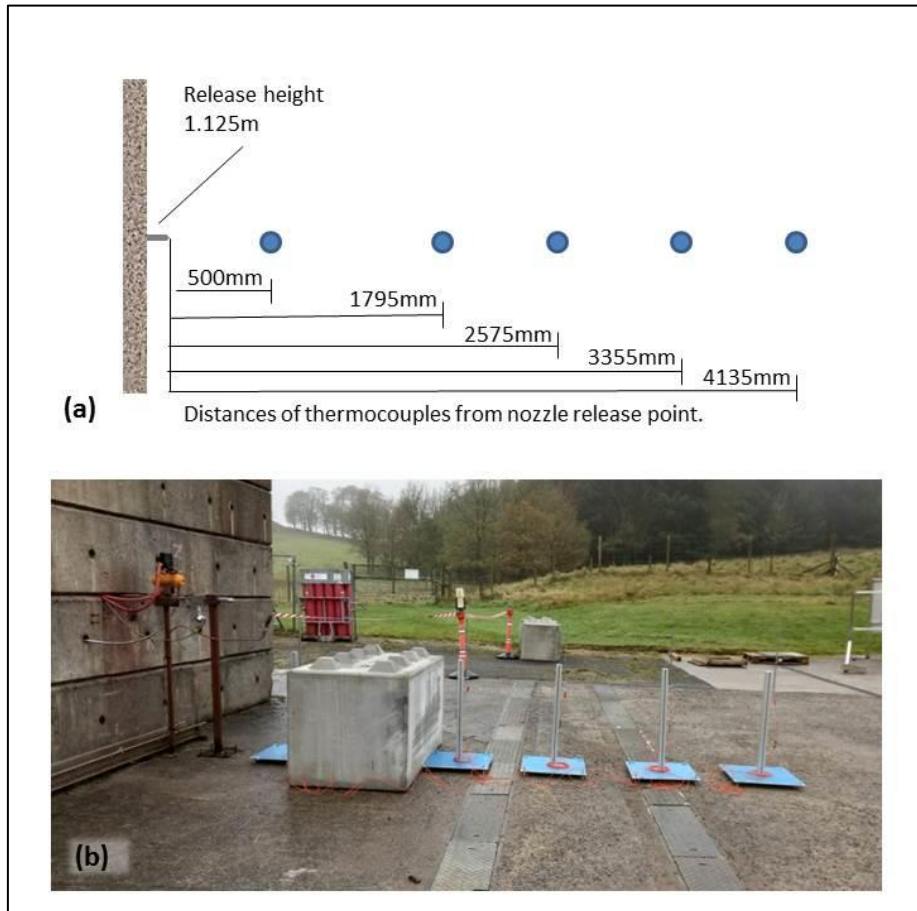 Release height
1.125m
500mm
1795mm
2575mm
3355mm
4135mm
(a)
Distances of thermocouples from nozzle release point.
(b)